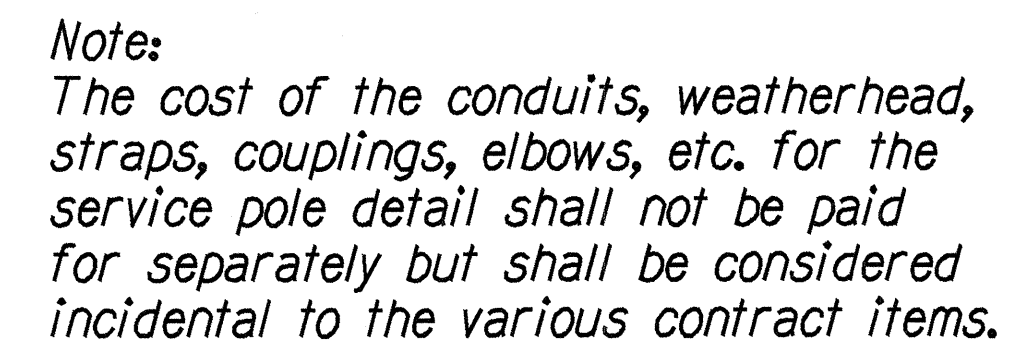 Note:
The cost of the conduits, weatherhead,
straps, couplings, elbows, etc. for the
service pole detail shall not be paid
for separately but shall be considered
incidental to the various contract items.